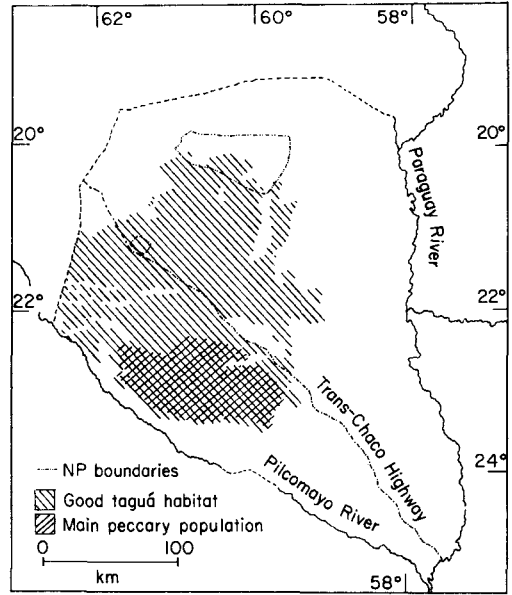 62° 60° 58°
20° 20°
Paraguay River
22° 22°
Trans-Chaco Highway
24°
Pilcomayo River
NP boundaries
Good taguá habitat
Main peccary population
0 100
km
58°